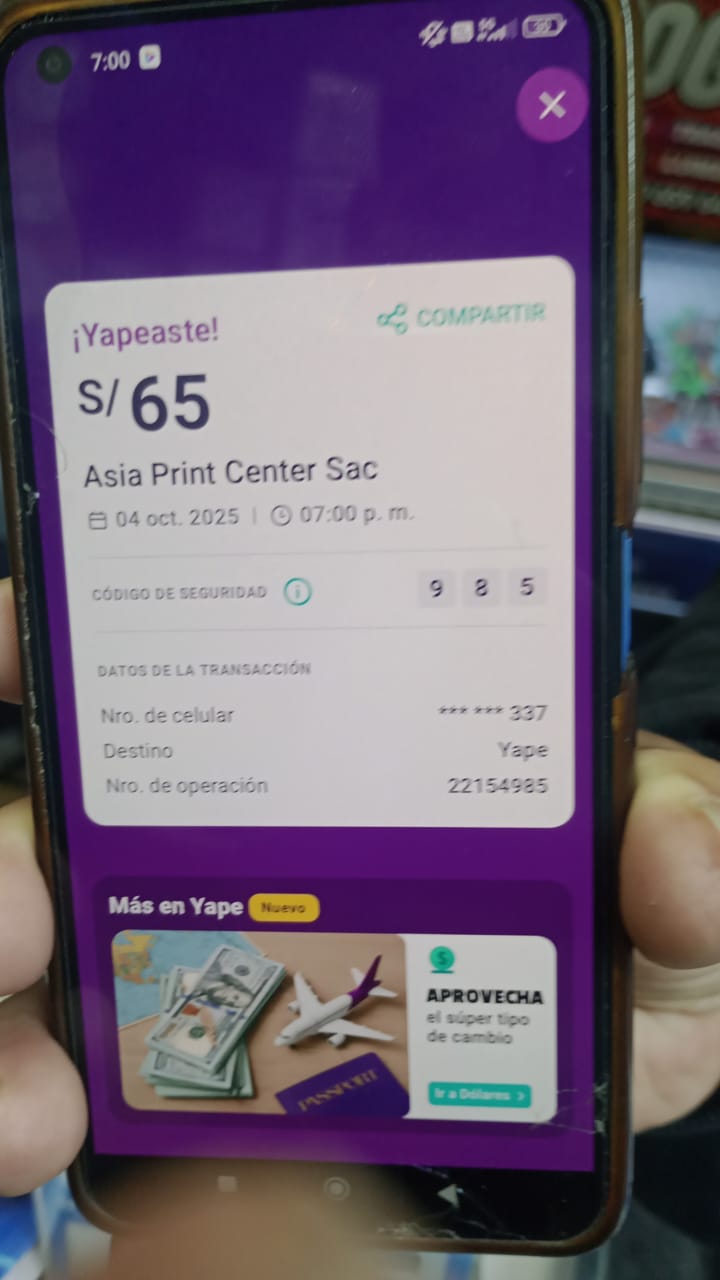 7:00
¡Yapeaste!
COMPARTIR
S/ 65
Asia Print Center Sac
04 oct. 2025 | 07:00 p. m.
CÓDIGO DE SEGURIDAD
9 8 5
DATOS DE LA TRANSACCIÓN
Nro. de celular *** *** 337
Destino Yape
Nro. de operación 22154985
Más en Yape Nuevo
APROVECHA
el súper tipo
de cambio
Ir a Dólares >
PASSPORT